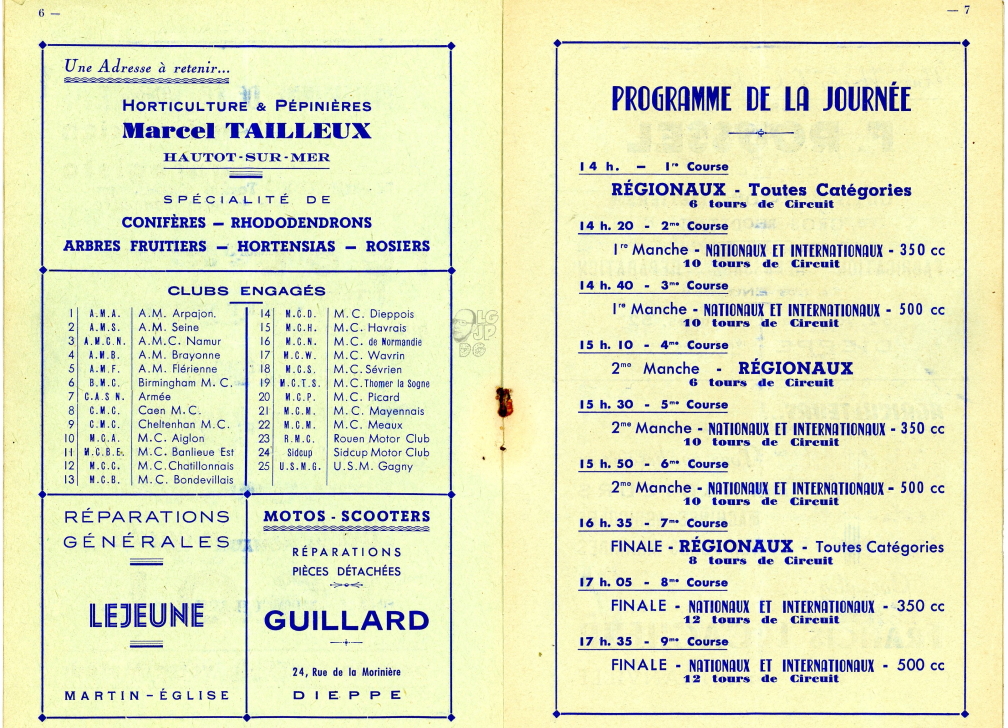 6 —
Une Adresse à retenir...
HORTICULTURE & PÉPINIÈRES
Marcel TAILLEUX
HAUTOT-SUR-MER
SPÉCIALITÉ DE
CONIFÈRES — RHODODENDRONS
ARBRES FRUITIERS — HORTENSIAS — ROSIERS
CLUBS ENGAGÉS
1 A.M.A. A.M. Arpajon.
2 A.M.S. A.M. Seine
3 A.M.C.N. A.M.C. Namur
4 A.M.B. A.M. Brayonne
5 A.M.F. A.M. Flérienne
6 B.M.C. Birmingham M.C.
7 C.A.S N. Armée
8 C.M.C. Caen M.C.
9 C.M.C. Cheltenhan M.C.
10 M.C.A. M.C. Aiglon
11 M.C.B.E. M.C. Banlieue Est
12 M.C.C. M.C.Chatillonnais
13 M.C.B. M.C. Bondevillais
14 M.C.D. M.C. Dieppois
15 M.C.H. M.C. Havrais
16 M.C.N. M.C. de Normandie
17 M.C.W. M.C. Wavrin
18 M.C.S. M.C. Sévrien
19 M.C.T.S. M.C.Thomer la Sogne
20 M.C.P. M.C. Picard
21 M.C.M. M.C. Mayennais
22 M.C.M. M.C. Meaux
23 R.M.C. Rouen Motor Club
24 Sidcup Sidcup Motor Club
25 U.S.M.G. U.S.M. Gagny
RÉPARATIONS
GÉNÉRALES
LEJEUNE
MARTIN-ÉGLISE
MOTOS - SCOOTERS
RÉPARATIONS
PIÈCES DÉTACHÉES
GUILLARD
24, Rue de la Morinière
DIEPPE
— 7
PROGRAMME DE LA JOURNÉE
14 h. — 1re Course
RÉGIONAUX - Toutes Catégories
6 tours de Circuit
14 h. 20 - 2me Course
1re Manche - NATIONAUX ET INTERNATIONAUX - 350 cc
10 tours de Circuit
14 h. 40 - 3me Course
1re Manche - NATIONAUX ET INTERNATIONAUX - 500 cc
10 tours de Circuit
15 h. 10 - 4me Course
2me Manche - RÉGIONAUX
6 tours de Circuit
15 h. 30 - 5me Course
2me Manche - NATIONAUX ET INTERNATIONAUX - 350 cc
10 tours de Circuit
15 h. 50 - 6me Course
2me Manche - NATIONAUX ET INTERNATIONAUX - 500 cc
10 tours de Circuit
16 h. 35 - 7me Course
FINALE - RÉGIONAUX - Toutes Catégories
8 tours de Circuit
17 h. 05 - 8me Course
FINALE - NATIONAUX ET INTERNATIONAUX - 350 cc
12 tours de Circuit
17 h. 35 - 9me Course
FINALE - NATIONAUX ET INTERNATIONAUX - 500 cc
12 tours de Circuit